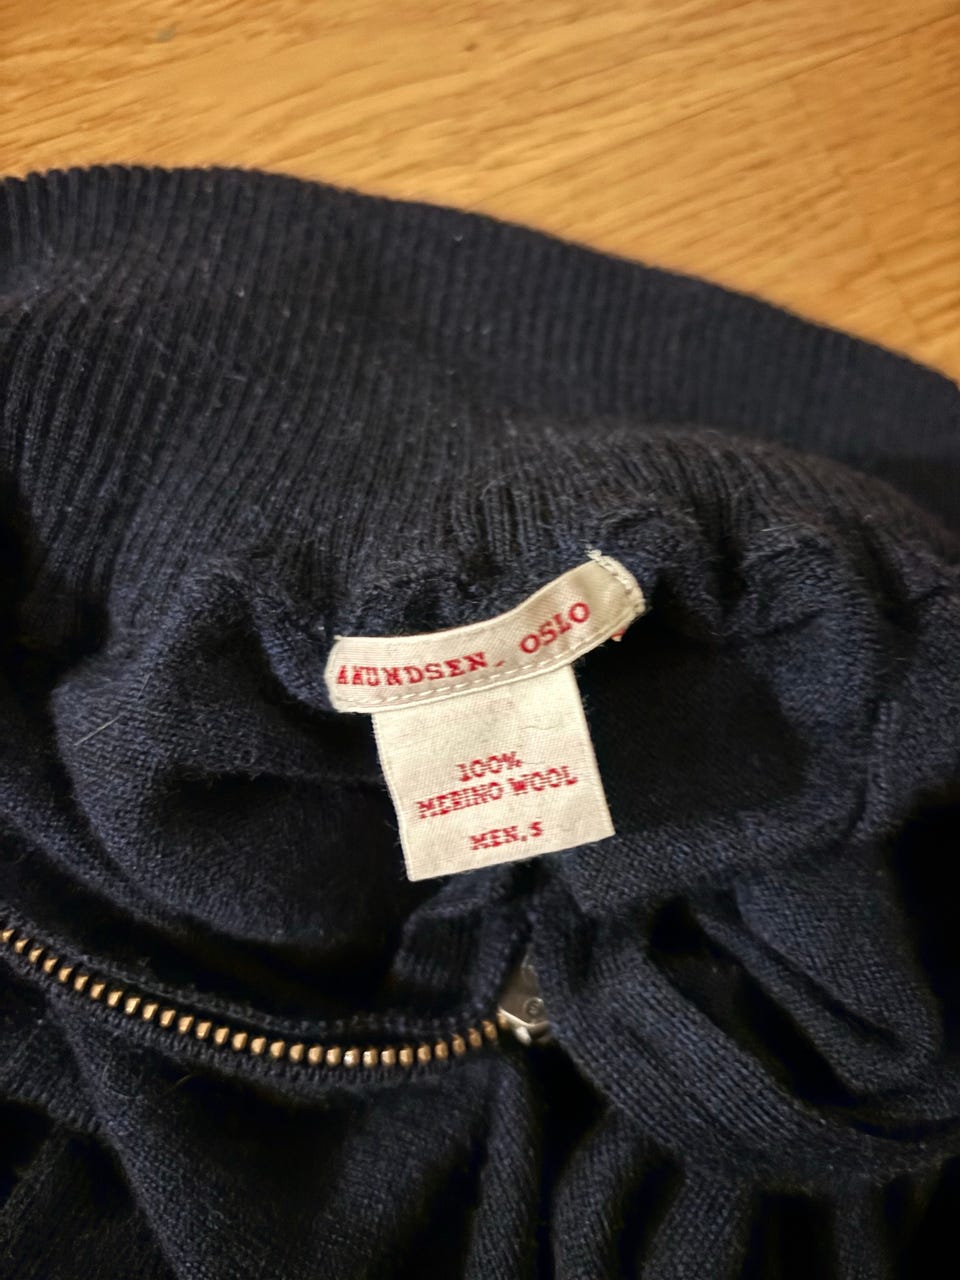 AMUNDSEN. OSLO
100%
MERINO WOOL
MEN, S